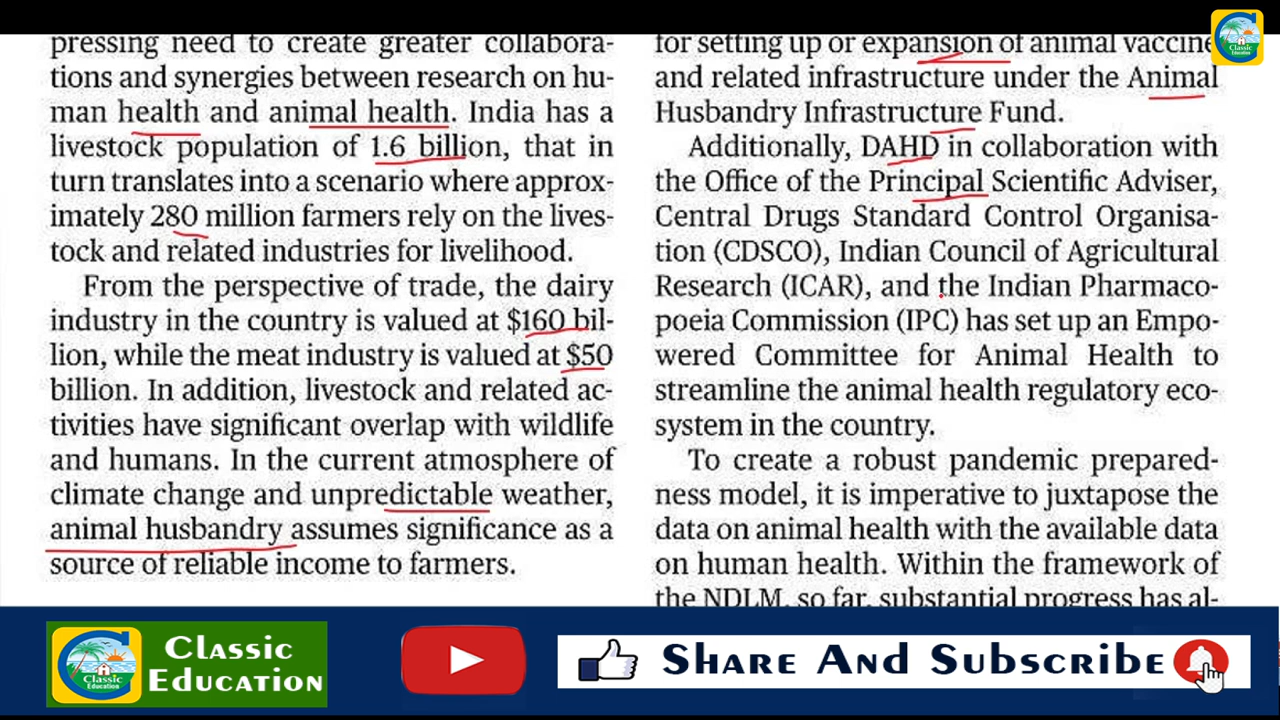 pressing need to create greater collabora-
tions and synergies between research on hu-
man health and animal health. India has a
livestock population of 1.6 billion, that in
turn translates into a scenario where approx-
imately 280 million farmers rely on the lives-
tock and related industries for livelihood.
From the perspective of trade, the dairy
industry in the country is valued at $160 bil-
lion, while the meat industry is valued at $50
billion. In addition, livestock and related ac-
tivities have significant overlap with wildlife
and humans. In the current atmosphere of
climate change and unpredictable weather,
animal husbandry assumes significance as a
source of reliable income to farmers.
for setting up or expansion of animal vaccine
and related infrastructure under the Animal
Husbandry Infrastructure Fund.
Additionally, DAHD in collaboration with
the Office of the Principal Scientific Adviser,
Central Drugs Standard Control Organisa-
tion (CDSCO), Indian Council of Agricultural
Research (ICAR), and the Indian Pharmaco-
poeia Commission (IPC) has set up an Empo-
wered Committee for Animal Health to
streamline the animal health regulatory eco-
system in the country.
To create a robust pandemic prepared-
ness model, it is imperative to juxtapose the
data on animal health with the available data
on human health. Within the framework of
the NDLM, so far, substantial progress has al-
Classic
Education
Classic
Education
Classic
Education
Share And Subscribe